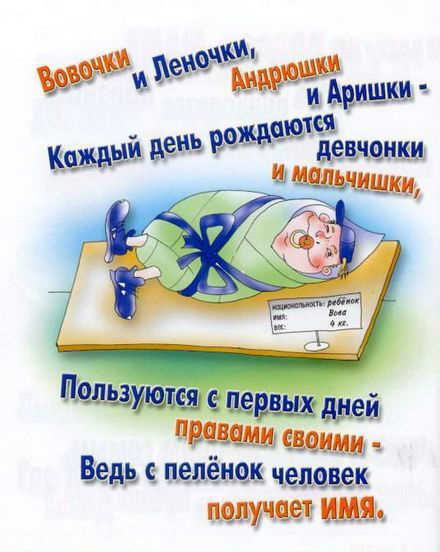 Вовочки
и Леночки,
Андрюшки
и Аришки -
Каждый день рождаются
девчонки
и мальчишки,
национальность: ребёнок
имя: Вова
вес: 4 кг.
Пользуются с первых дней
правами своими -
Ведь с пелёнок человек
получает ИМЯ.